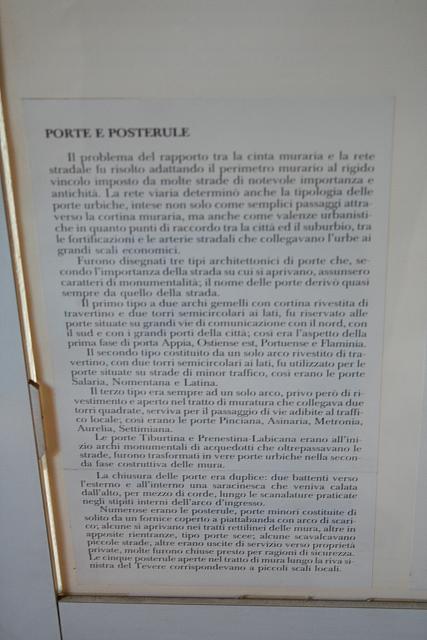 PORTE E POSTERULE
Il problema del rapporto tra la cinta muraria e la rete
stradale fu risolto adattando il perimetro murario al rigido
vincolo imposto da molte strade di notevole importanza e
antichità. La rete viaria determinò anche la tipologia delle
porte urbiche, intese non solo come semplici passaggi attra-
verso la cortina muraria, ma anche come valenze urbanisti-
che in quanto punti di raccordo tra la città ed il suburbio, tra
le fortificazioni e le arterie stradali che collegavano l'urbe ai
grandi scali economici.
Furono disegnati tre tipi architettonici di porte che, se-
condo l'importanza della strada su cui si aprivano, assunsero
caratteri di monumentalità; il nome delle porte derivò quasi
sempre da quello della strada.
Il primo tipo a due archi gemelli con cortina rivestita di
travertino e due torri semicircolari ai lati, fu riservato alle
porte situate su grandi vie di comunicazione con il nord, con
il sud e con i grandi porti della città; così era l'aspetto della
prima fase di porta Appia, Ostiense est, Portuense e Flaminia.
Il secondo tipo costituito da un solo arco rivestito di tra-
vertino, con due torri semicircolari ai lati, fu utilizzato per le
porte situate su strade di minor traffico, così erano le porte
Salaria, Nomentana e Latina.
Il terzo tipo era sempre ad un solo arco, privo però di ri-
vestimento e aperto nel tratto di muratura che collegava due
torri quadrate, serviva per il passaggio di vie adibite al traffi-
co locale; così erano le porte Pinciana, Asinaria, Metronia,
Aurelia, Settimiana.
Le porte Tiburtina e Prenestina-Labicana erano all'ini-
zio archi monumentali di acquedotti che oltrepassavano le
strade, furono trasformati in vere porte urbiche nella secon-
da fase costruttiva delle mura.
La chiusura delle porte era duplice: due battenti verso
l'esterno e all'interno una saracinesca che veniva calata
dall'alto, per mezzo di corde, lungo le scanalature praticate
negli stipiti interni dell'arco d'ingresso.
Numerose erano le posterule, porte minori costituite di
solito da un fornice coperto a piattabanda con arco di scari-
co; alcune si aprivano nei tratti rettilinei delle mura, altre in
apposite rientranze, tipo porte scee; alcune scavalcavano
piccole strade, altre erano uscite di servizio verso proprietà
private, molte furono chiuse presto per ragioni di sicurezza.
Le cinque posterule aperte nel tratto di mura lungo la riva si-
nistra del Tevere corrispondevano a piccoli scali locali.